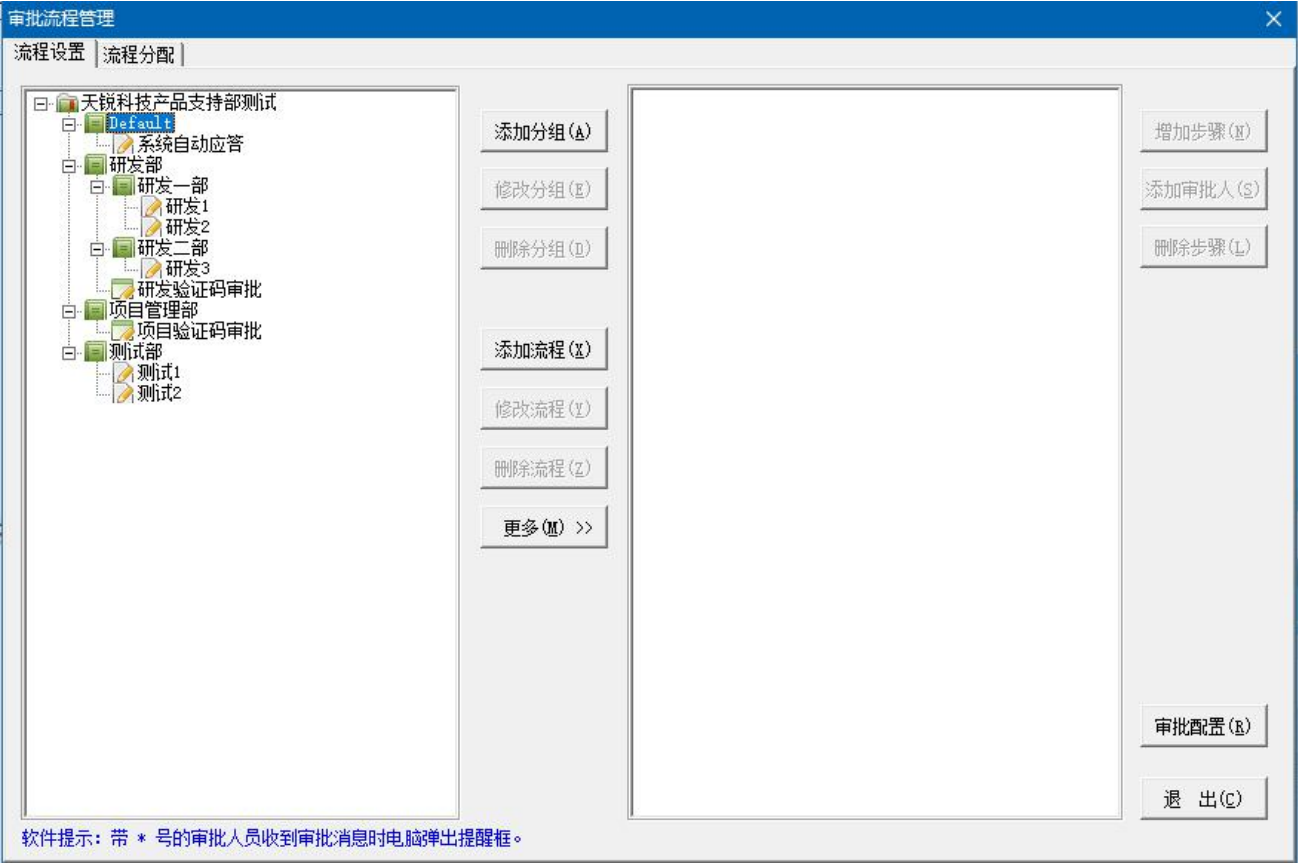 审批流程管理
流程设置 流程分配
天锐科技产品支持部测试
Default
系统自动应答
研发部
研发一部
研发1
研发2
研发二部
研发3
研发验证码审批
项目管理部
项目验证码审批
测试部
测试1
测试2
添加分组(A)
修改分组(E)
删除分组(D)
添加流程(X)
修改流程(Y)
删除流程(Z)
更多(M) >>
增加步骤(N)
添加审批人(S)
删除步骤(L)
审批配置(R)
退 出(C)
软件提示：带 * 号的审批人员收到审批消息时电脑弹出提醒框。